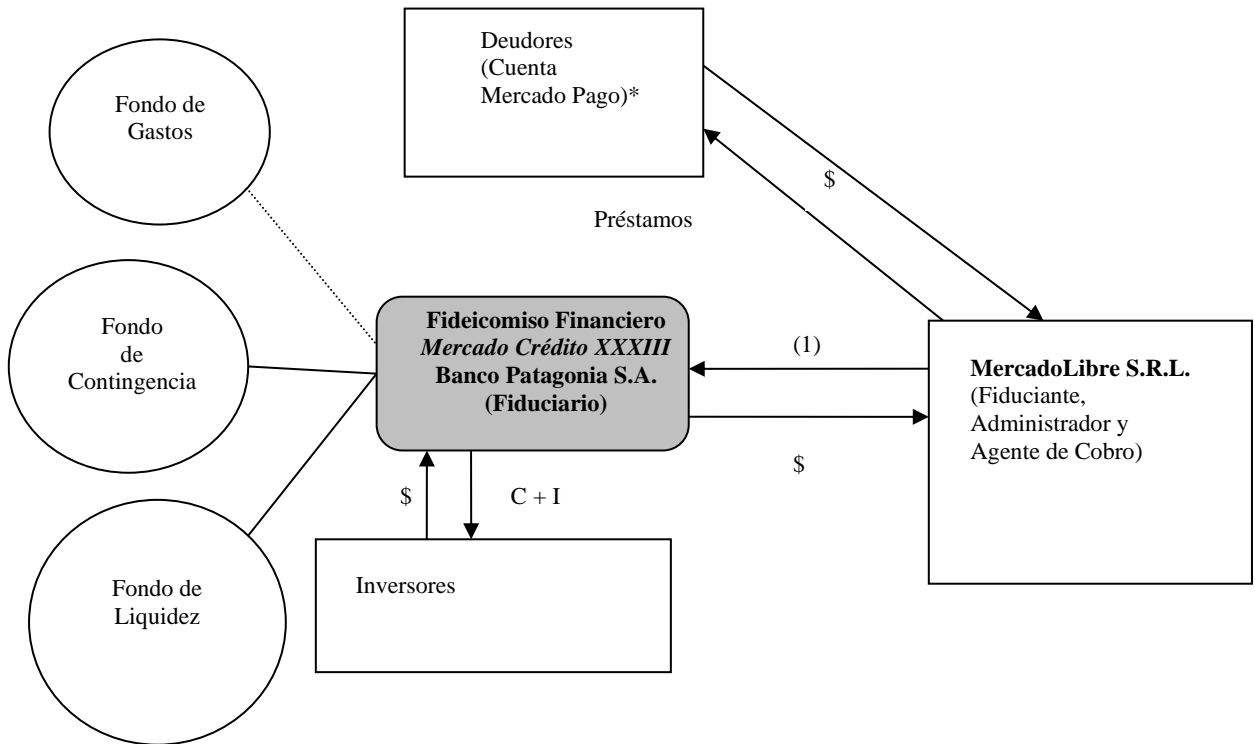 Deudores
(Cuenta
Mercado Pago)*
Fondo de
Gastos
$
Préstamos
Fondo
de
Contingencia
Fideicomiso Financiero
Mercado Crédito XXXIII
Banco Patagonia S.A.
(Fiduciario)
(1)
MercadoLibre S.R.L.
(Fiduciante,
Administrador y
Agente de Cobro)
$
$
C + I
Fondo de
Liquidez
Inversores